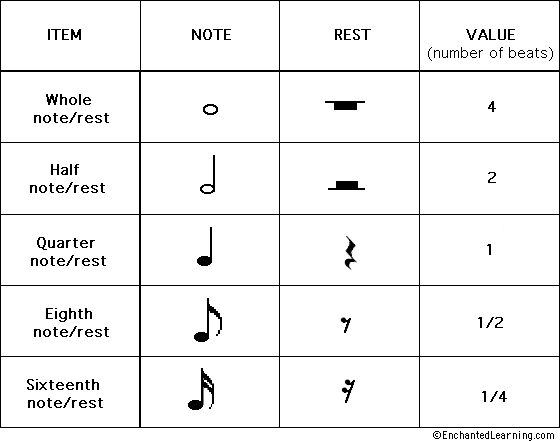 ITEM NOTE REST VALUE
(number of beats)
Whole
note/rest 4
Half
note/rest 2
Quarter
note/rest 1
Eighth
note/rest 1/2
Sixteenth
note/rest 1/4
©EnchantedLearning.com